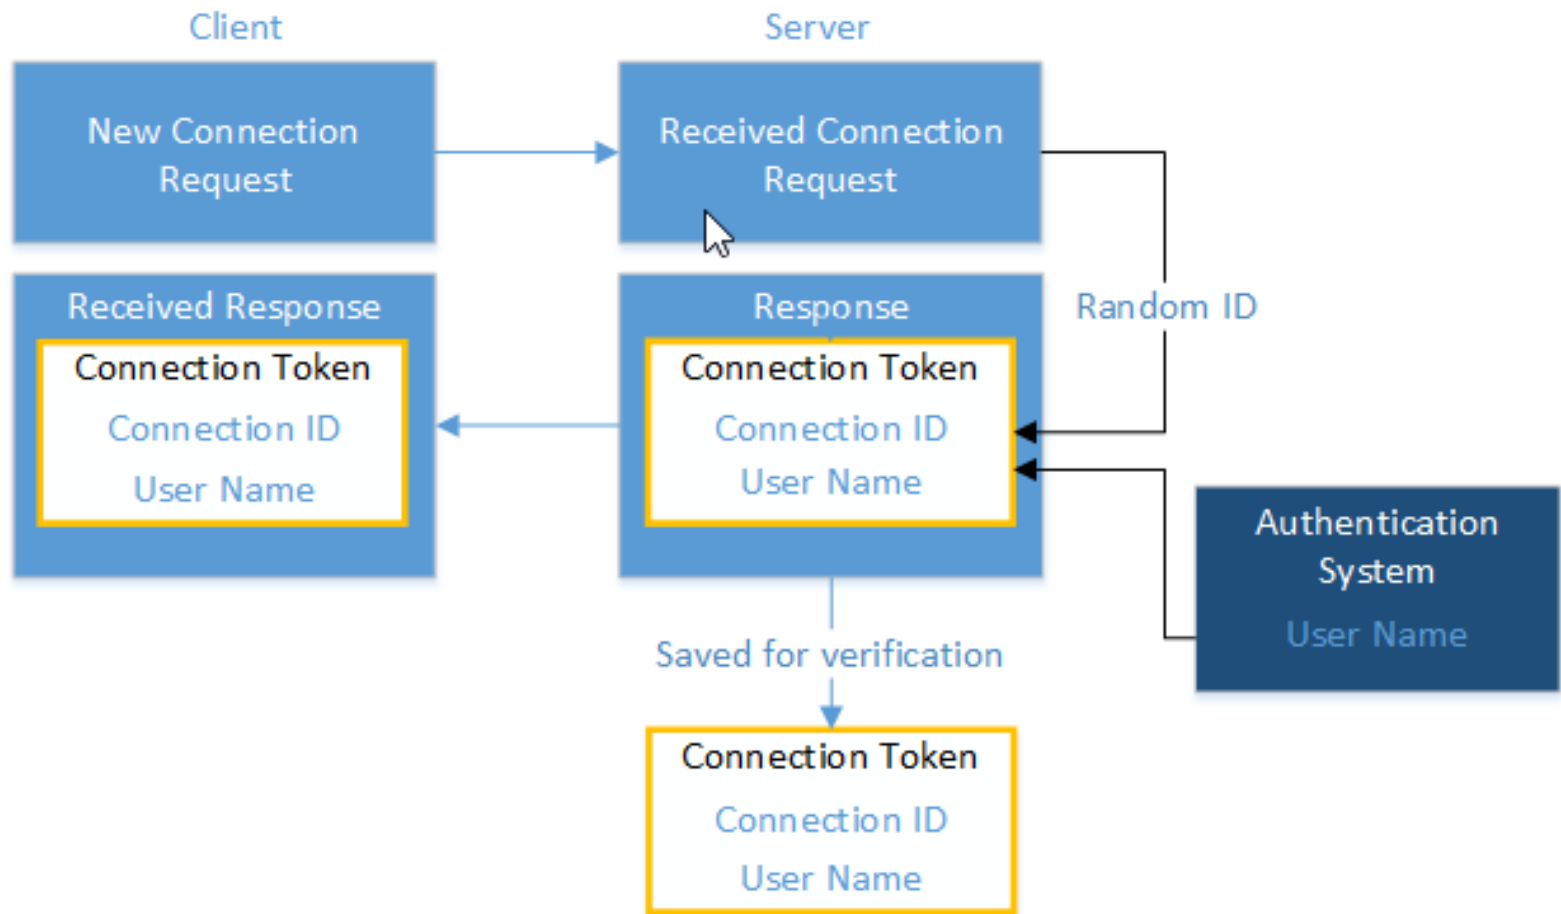 Client
Server
New Connection
Request
Received Connection
Request
Received Response
Response
Random ID
Connection Token
Connection ID
User Name
Connection Token
Connection ID
User Name
Authentication
System
User Name
Saved for verification
Connection Token
Connection ID
User Name